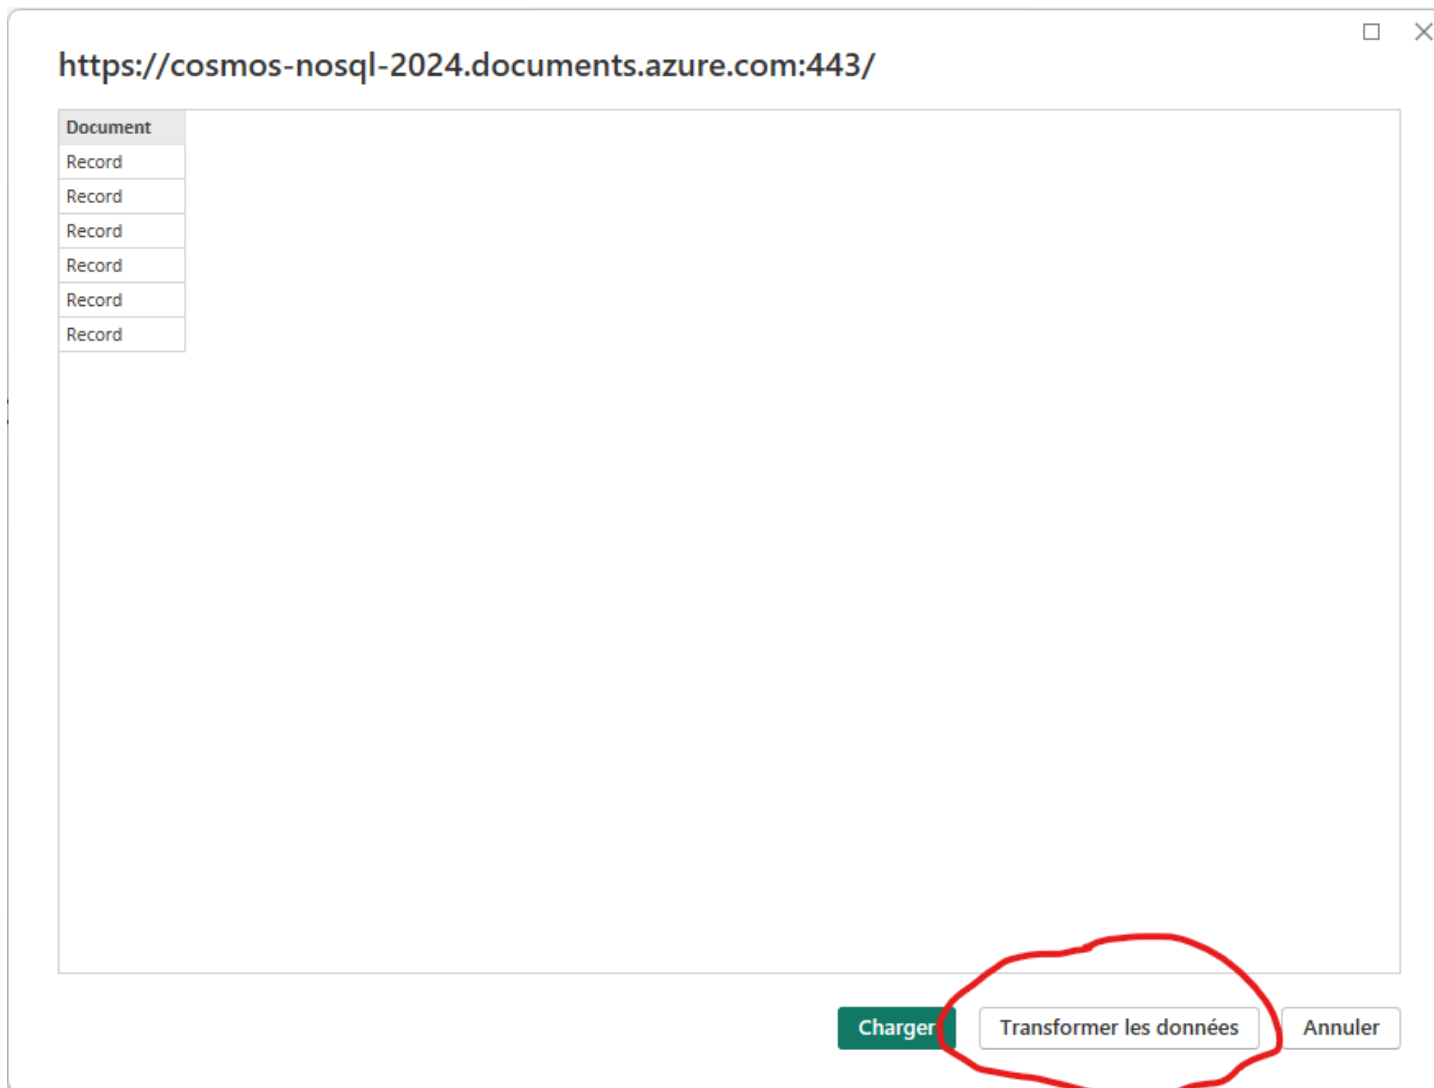 https://cosmos-nosql-2024.documents.azure.com:443/
Document
Record
Record
Record
Record
Record
Record
Charger
Transformer les données
Annuler